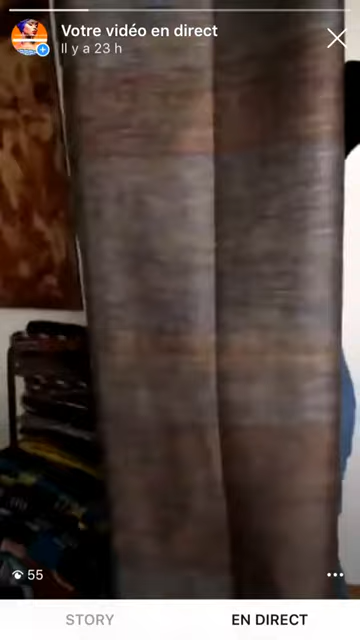 Votre vidéo en direct
Il y a 23 h
55
STORY
EN DIRECT